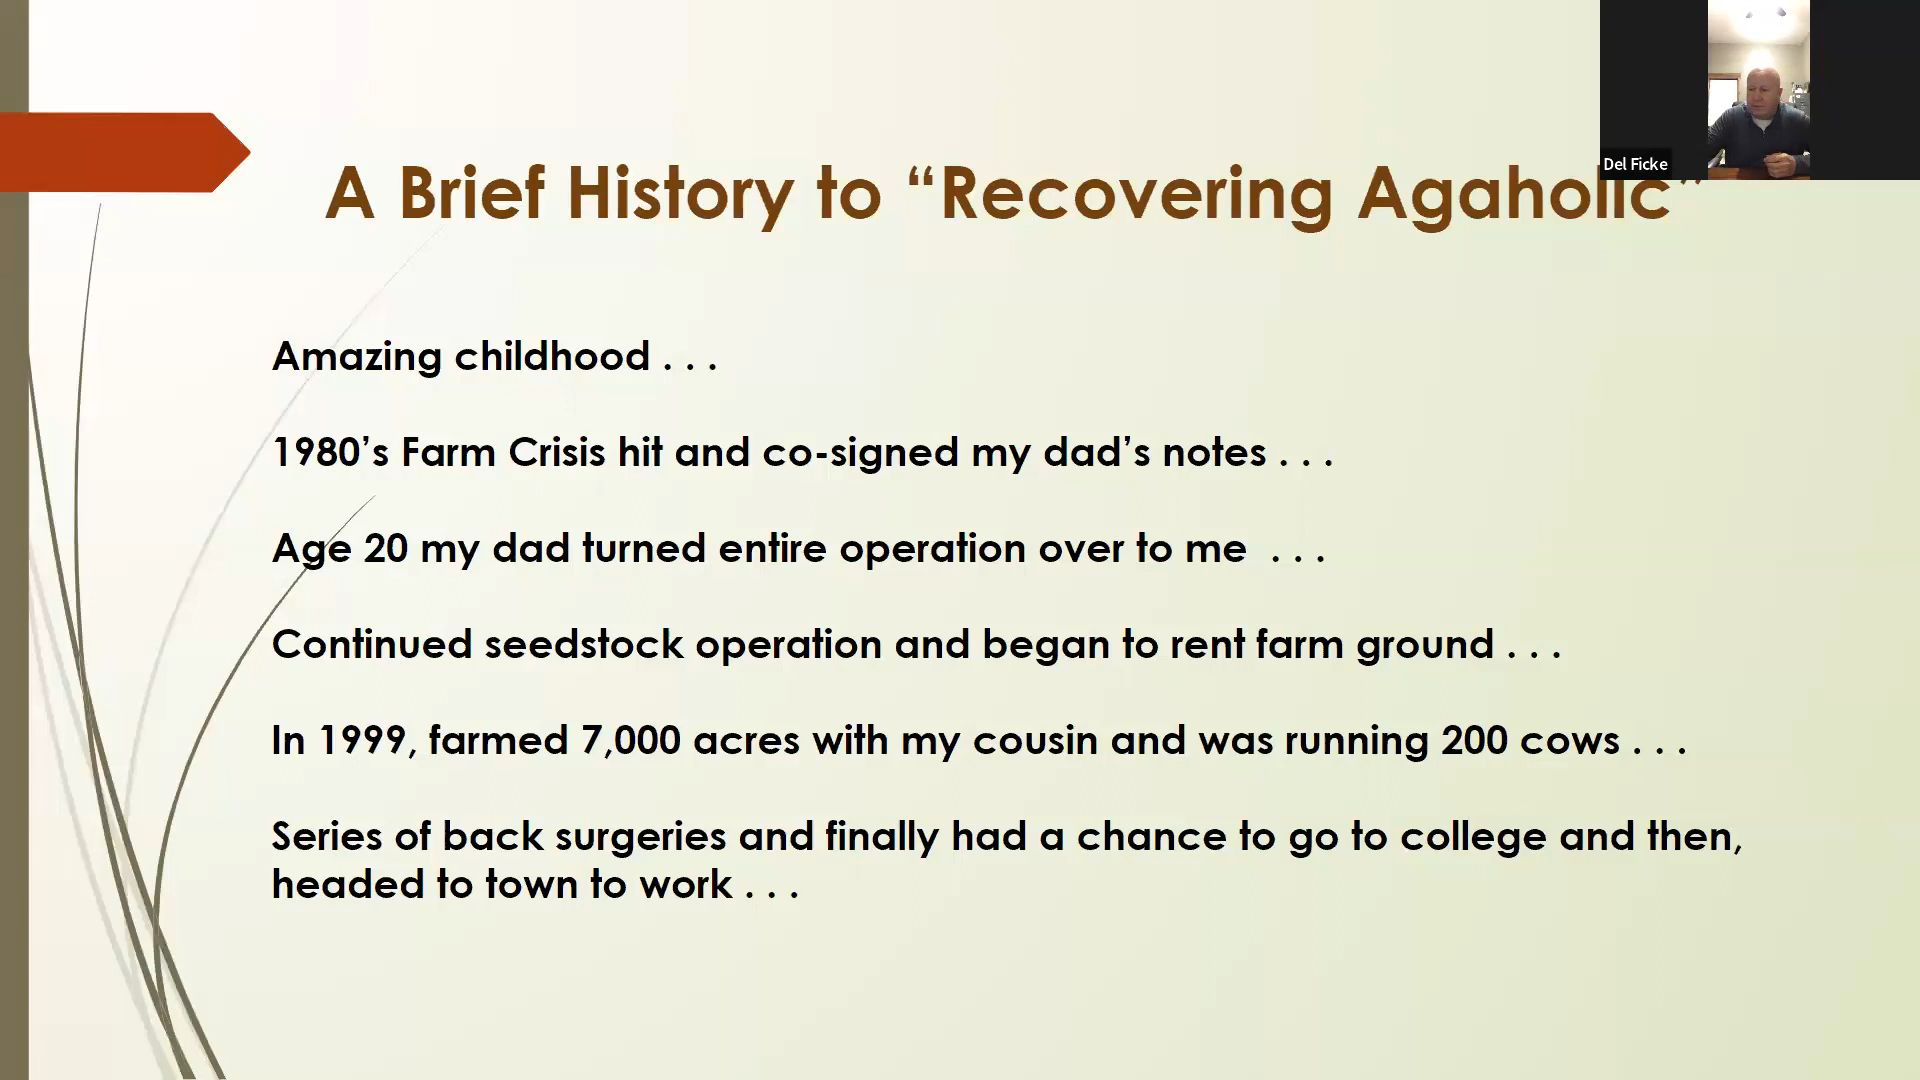 Del Ficke
A Brief History to “Recovering Agaholic”
Amazing childhood . . .
1980’s Farm Crisis hit and co-signed my dad’s notes . . .
Age 20 my dad turned entire operation over to me  . . .
Continued seedstock operation and began to rent farm ground . . .
In 1999, farmed 7,000 acres with my cousin and was running 200 cows . . .
Series of back surgeries and finally had a chance to go to college and then,
headed to town to work . . .